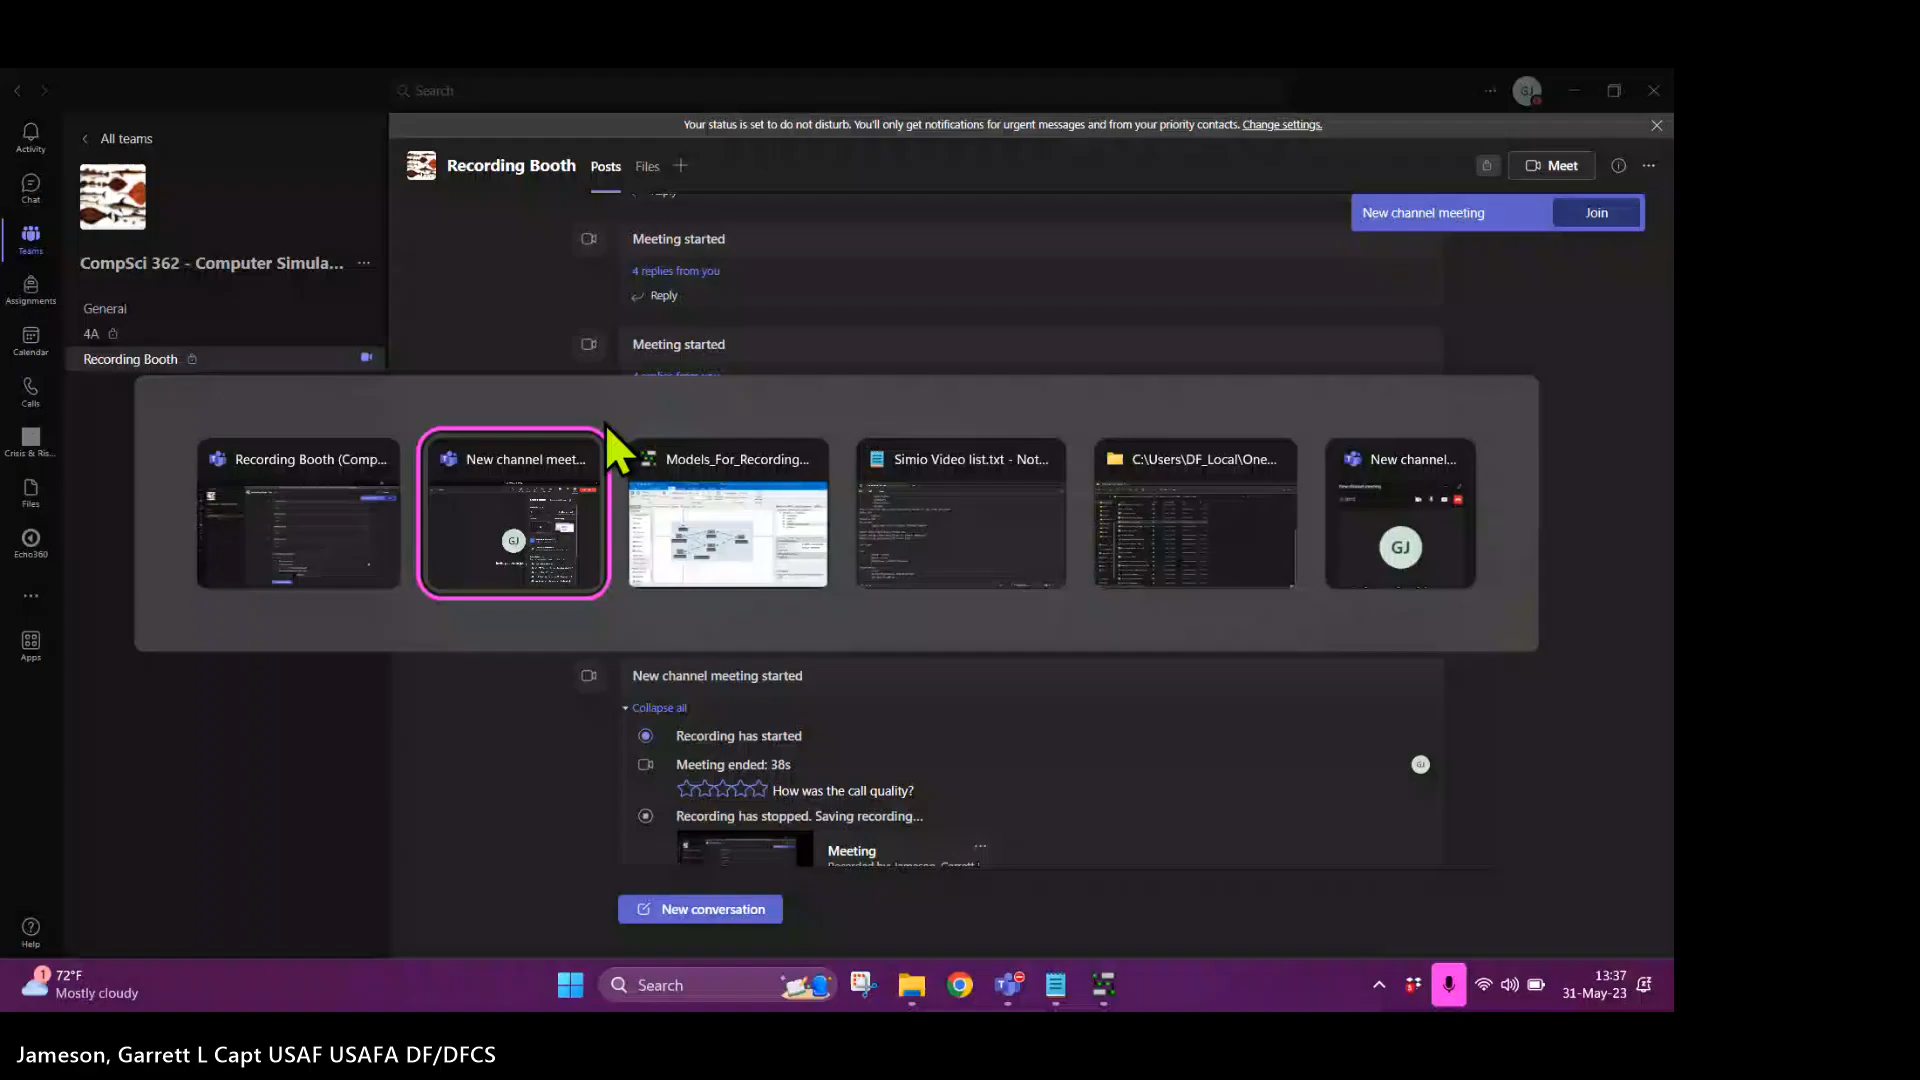 Search
GJ
Your status is set to do not disturb. You'll only get notifications for urgent messages and from your priority contacts. Change settings.
Activity
Chat
Teams
Assignments
Calendar
Calls
Crisis & Ris...
Files
Echo360
Apps
Help
All teams
CompSci 362 - Computer Simula...
General
4A
Recording Booth
Recording Booth Posts Files
Meet
New channel meeting Join
Meeting started
4 replies from you
Reply
Meeting started
Recording Booth (Comp...
New channel meet...
GJ
Models_For_Recording...
Simio Video list.txt - Not...
C:\Users\DF_Local\One...
New channel...
GJ
New channel meeting started
Collapse all
Recording has started
Meeting ended: 38s
How was the call quality?
Recording has stopped. Saving recording...
Meeting
New conversation
1
72°F
Mostly cloudy
Search
13:37
31-May-23
Jameson, Garrett L Capt USAF USAFA DF/DFCS